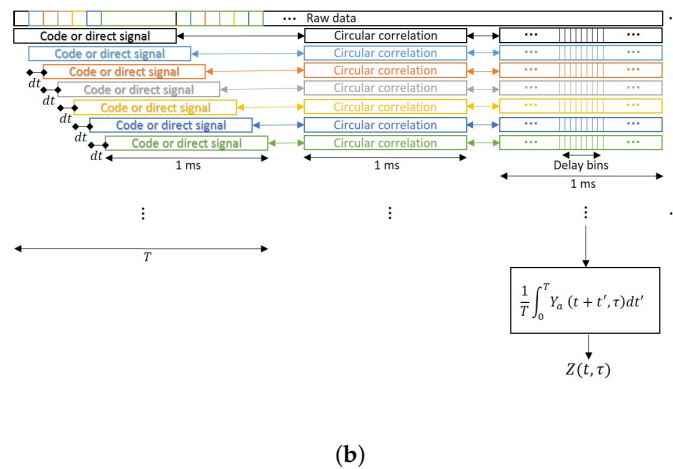 ... Raw data
Code or direct signal Circular correlation ... ...
Code or direct signal Circular correlation ... ...
Code or direct signal Circular correlation ... ...
dt Code or direct signal Circular correlation ... ...
dt Code or direct signal Circular correlation ... ...
dt Code or direct signal Circular correlation ... ...
dt Code or direct signal Circular correlation ... ...
dt 1 ms 1 ms Delay bins
1 ms
⋮ ⋮ ⋮
T
\frac{1}{T} \int_0^T Y_a (t + t′, τ)dt′
Z(t, τ)
(b)